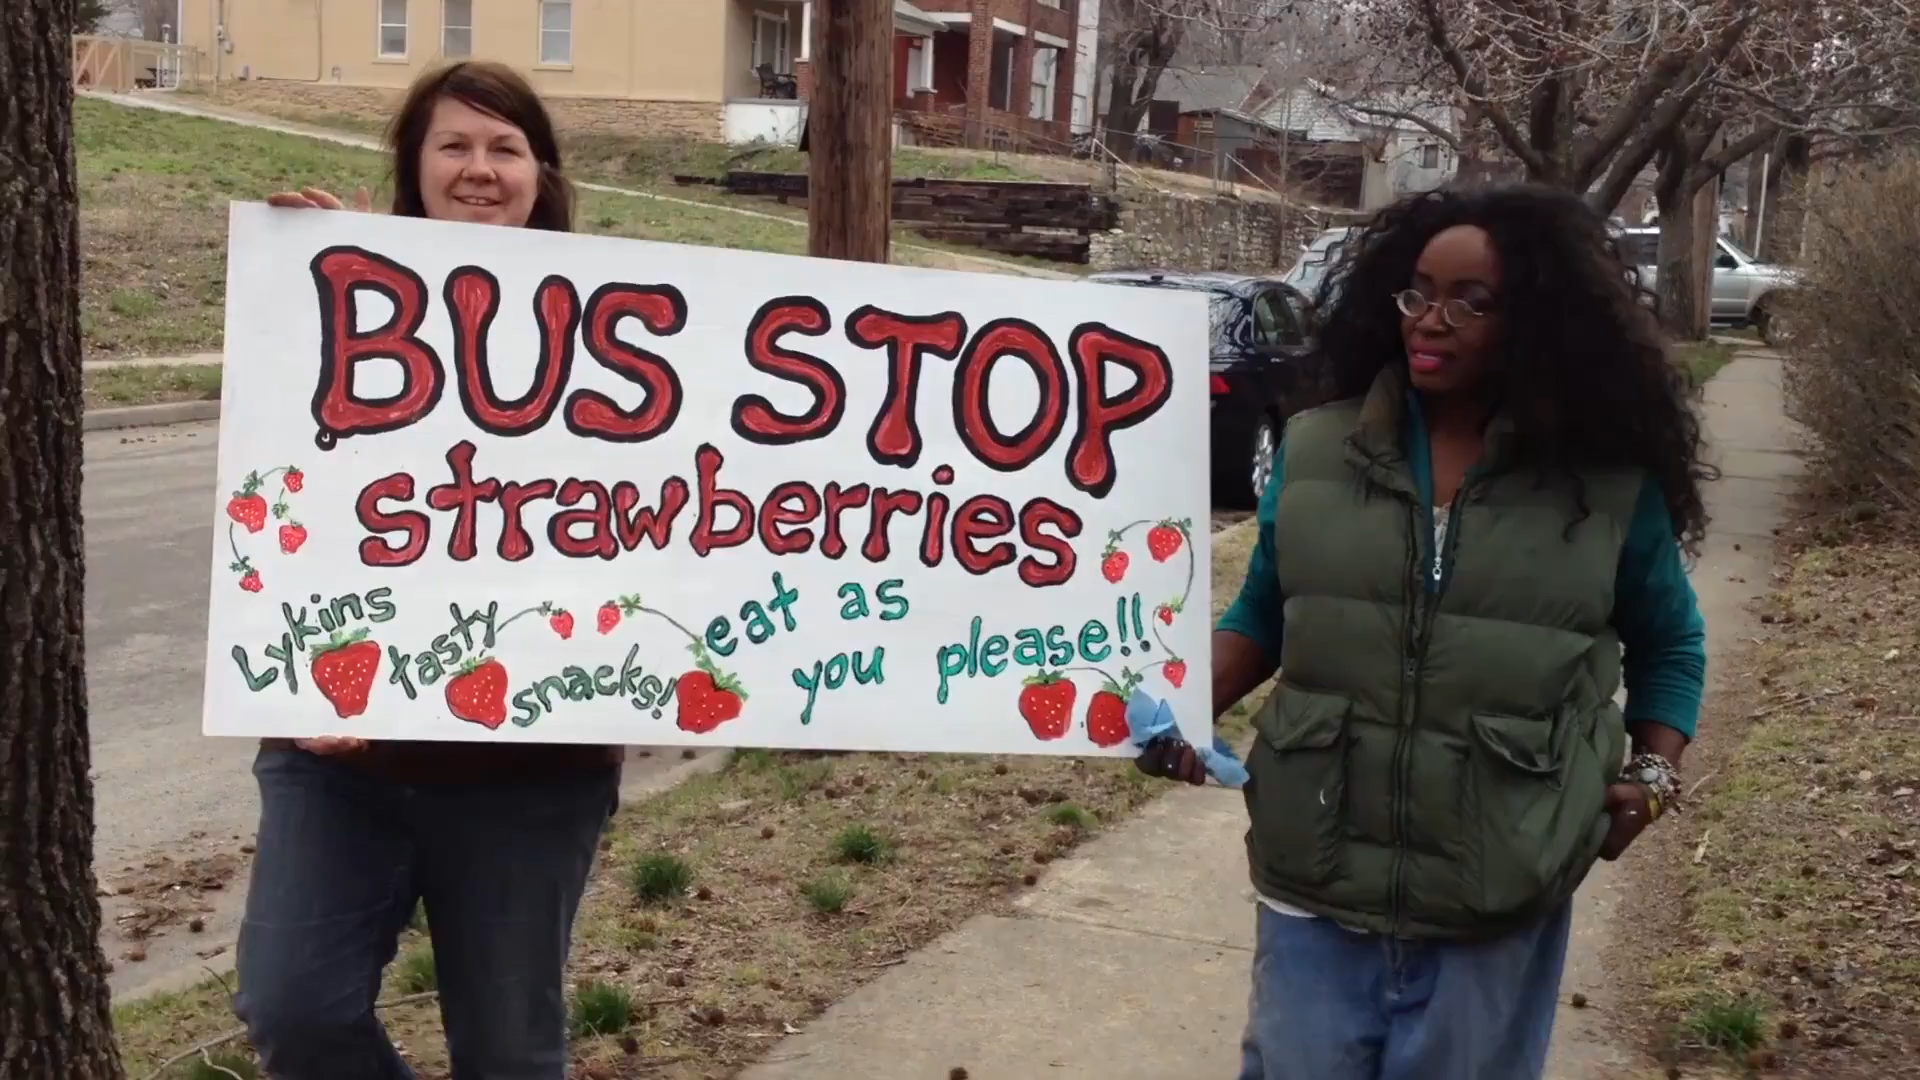 BUS STOP
strawberries
Lykins tasty snacks!
eat as
you please!!